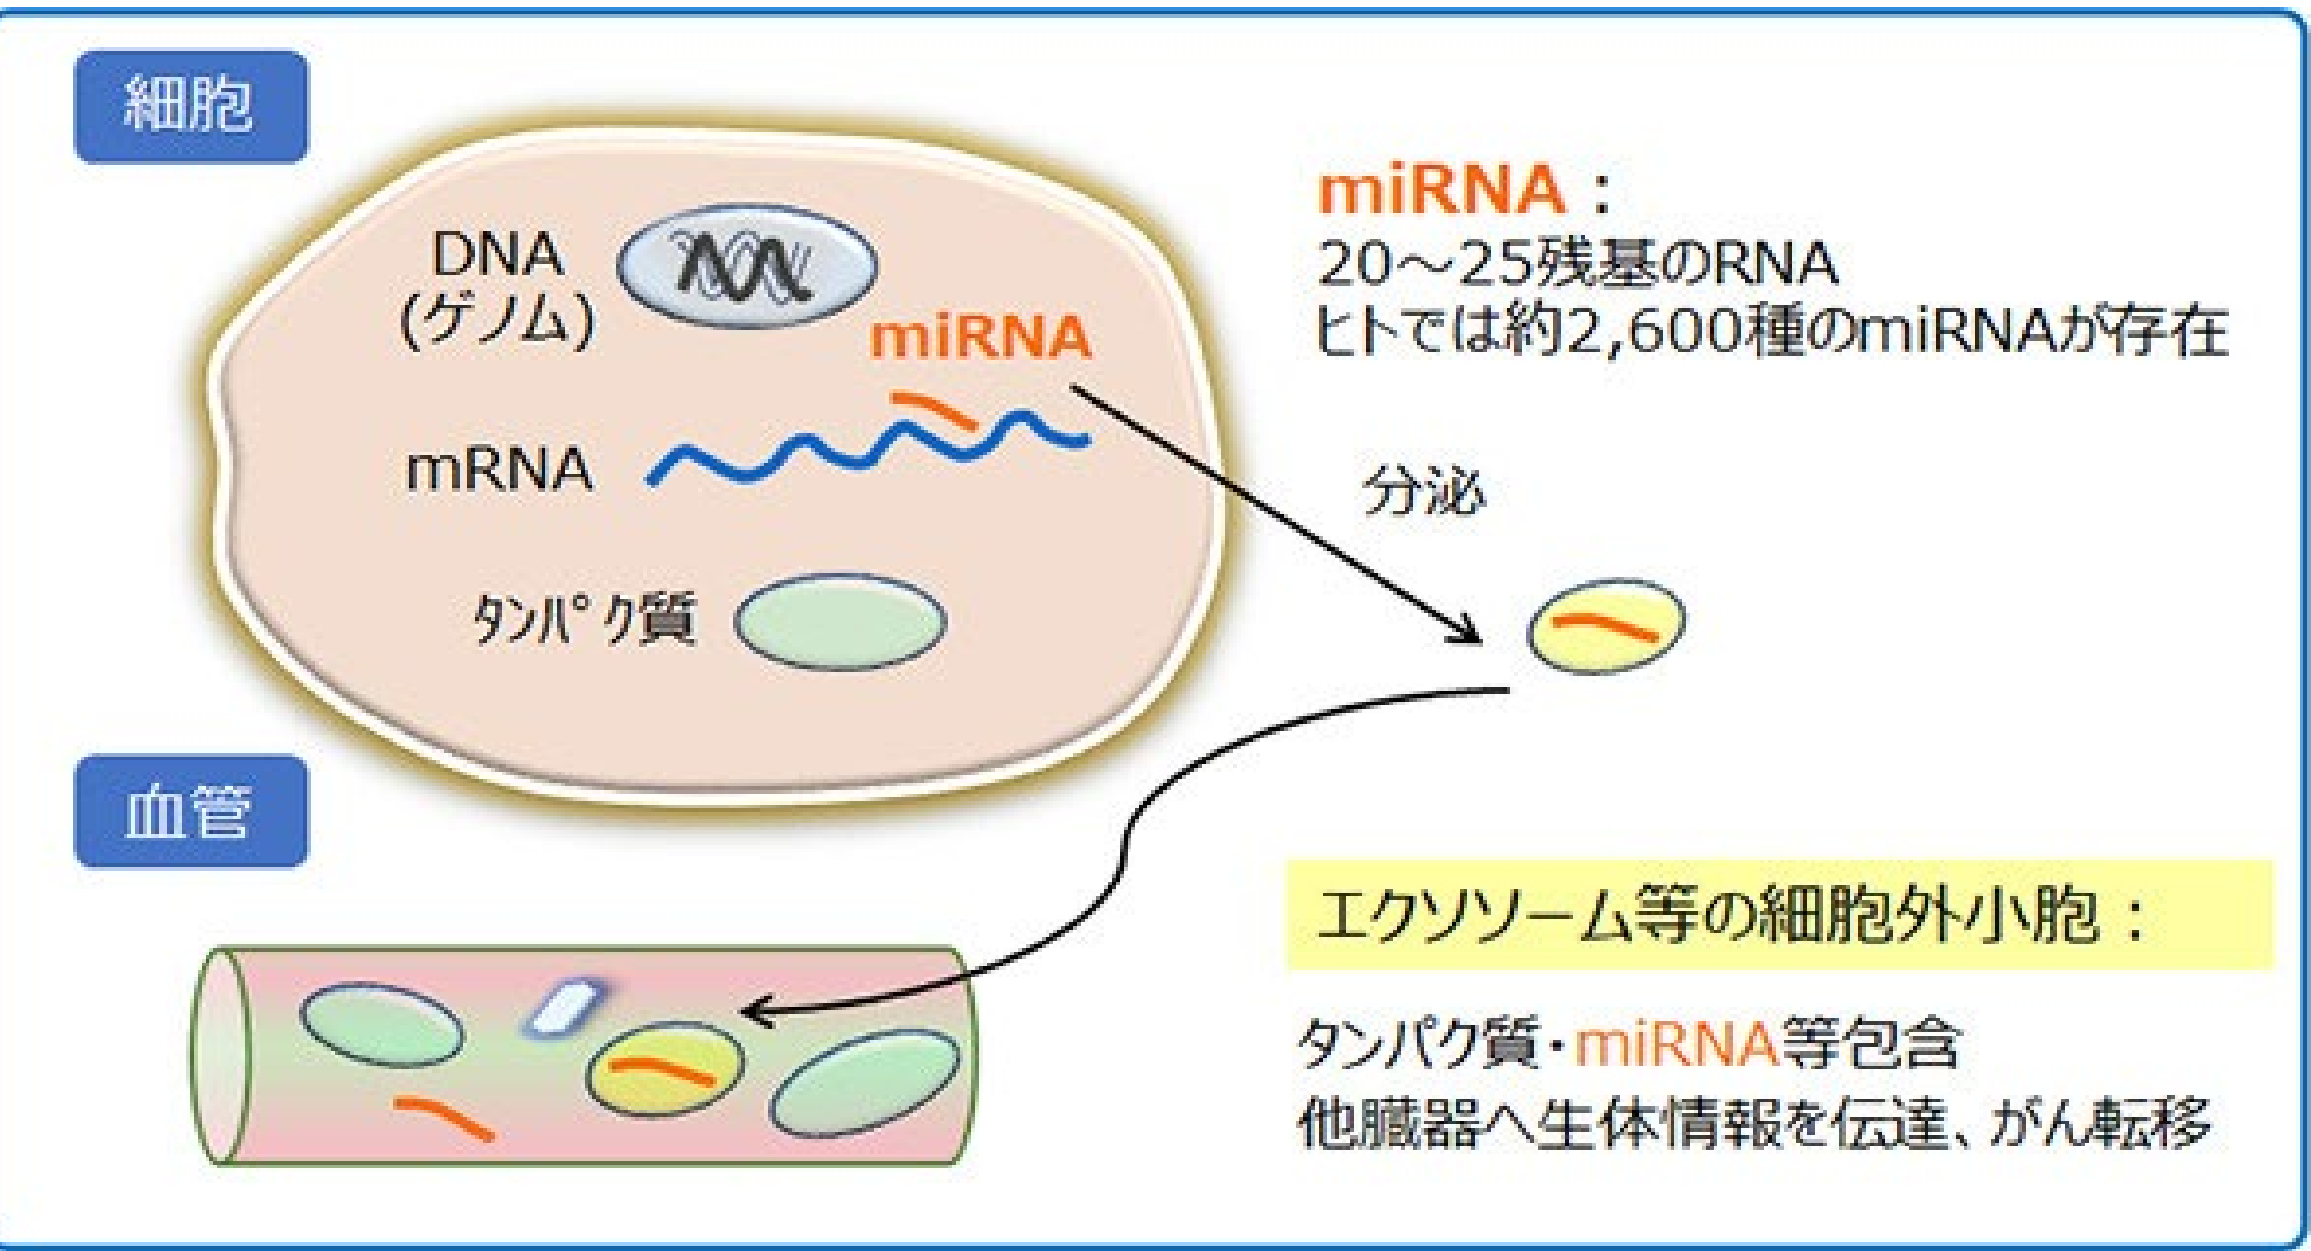 細胞
DNA
(ゲノム)
miRNA
mRNA
タンパク質
miRNA：
20～25残基のRNA
ヒトでは約2,600種のmiRNAが存在
分泌
血管
エクソソーム等の細胞外小胞：
タンパク質・miRNA等包含
他臓器へ生体情報を伝達、がん転移